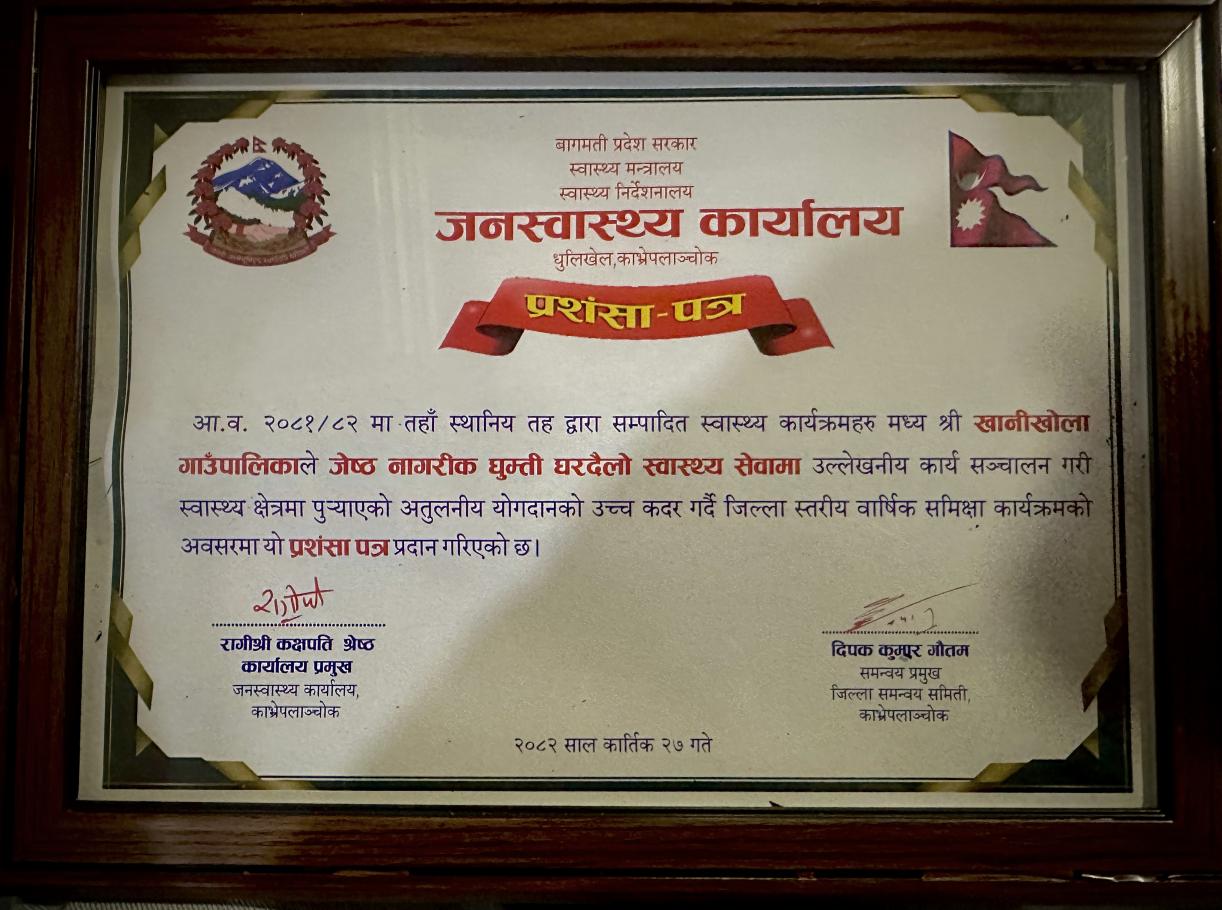 बागमती प्रदेश सरकार
स्वास्थ्य मन्त्रालय
स्वास्थ्य निर्देशनालय
जनस्वास्थ्य कार्यालय
धुलिखेल,काभ्रेपलाञ्चोक
प्रशंसा-पत्र
आ.व. २०८१/८२ मा तहाँ स्थानिय तह द्वारा सम्पादित स्वास्थ्य कार्यक्रमहरु मध्य श्री खानीखोला
गाउँपालिकाले जेष्ठ नागरीक घुम्ती घरदैलो स्वास्थ्य सेवामा उल्लेखनीय कार्य सञ्चालन गरी
स्वास्थ्य क्षेत्रमा पुऱ्याएको अतुलनीय योगदानको उच्च कदर गर्दै जिल्ला स्तरीय वार्षिक समिक्षा कार्यक्रमको
अवसरमा यो प्रशंसा पत्र प्रदान गरिएको छ।
रागीश्री कक्षपति श्रेष्ठ
कार्यालय प्रमुख
जनस्वास्थ्य कार्यालय,
काभ्रेपलाञ्चोक
दिपक कुमार गौतम
समन्वय प्रमुख
जिल्ला समन्वय समिती,
काभ्रेपलाञ्चोक
२०८२ साल कार्तिक २७ गते